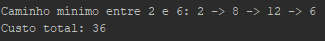 Caminho mínimo entre 2 e 6: 2 -> 8 -> 12 -> 6
Custo total: 36